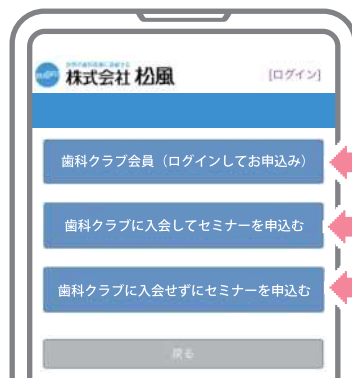 株式会社 松風
[ログイン]
歯科クラブ会員（ログインしてお申込み）
歯科クラブに入会してセミナーを申込む
歯科クラブに入会せずにセミナーを申込む
戻る